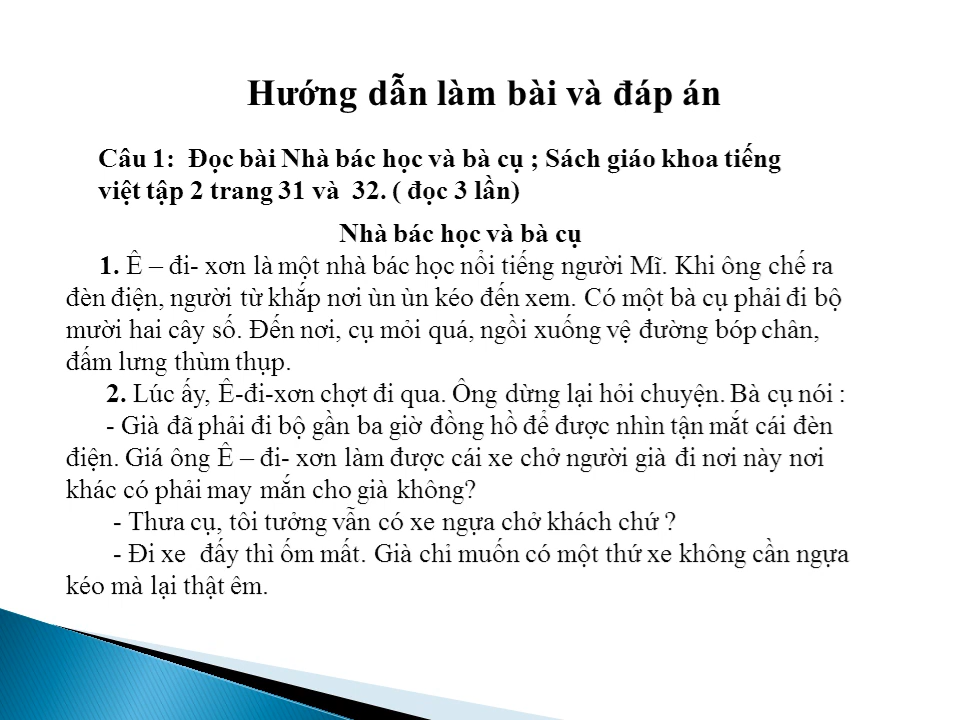 Hướng dẫn làm bài và đáp án
Câu 1:  Đọc bài Nhà bác học và bà cụ ; Sách giáo khoa tiếng
việt tập 2 trang 31 và  32. ( đọc 3 lần)
Nhà bác học và bà cụ
1. Ê – đi- xơn là một nhà bác học nổi tiếng người Mĩ. Khi ông chế ra
đèn điện, người từ khắp nơi ùn ùn kéo đến xem. Có một bà cụ phải đi bộ
mười hai cây số. Đến nơi, cụ mỏi quá, ngồi xuống vệ đường bóp chân,
đấm lưng thùm thụp.
2. Lúc ấy, Ê-đi-xơn chợt đi qua. Ông dừng lại hỏi chuyện. Bà cụ nói :
- Già đã phải đi bộ gần ba giờ đồng hồ để được nhìn tận mắt cái đèn
điện. Giá ông Ê – đi- xơn làm được cái xe chở người già đi nơi này nơi
khác có phải may mắn cho già không?
- Thưa cụ, tôi tưởng vẫn có xe ngựa chở khách chứ ?
- Đi xe  đấy thì ốm mất. Già chỉ muốn có một thứ xe không cần ngựa
kéo mà lại thật êm.